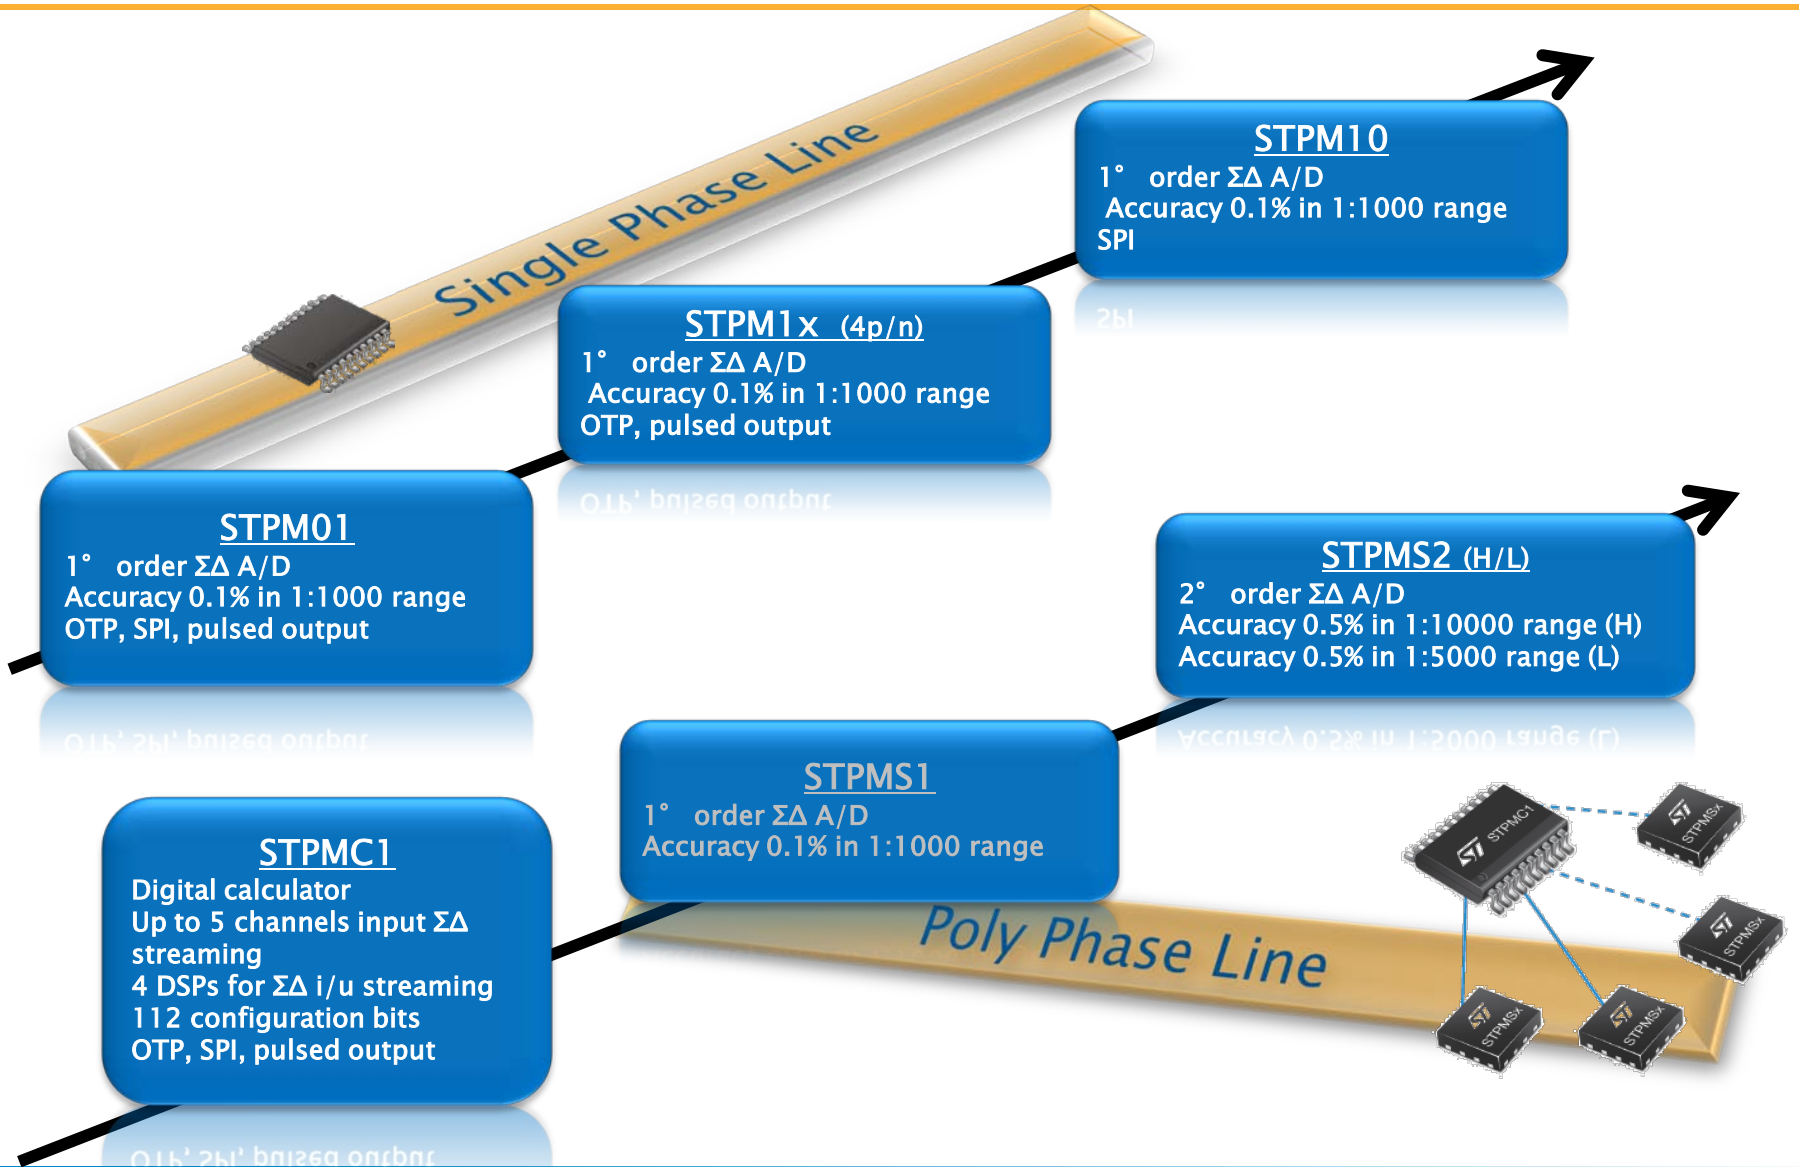 Single Phase Line
STPM10
1° order ΣΔ A/D
Accuracy 0.1% in 1:1000 range
SPI
STPM1x (4p/n)
1° order ΣΔ A/D
Accuracy 0.1% in 1:1000 range
OTP, pulsed output
STPM01
1° order ΣΔ A/D
Accuracy 0.1% in 1:1000 range
OTP, SPI, pulsed output
STPMS2 (H/L)
2° order ΣΔ A/D
Accuracy 0.5% in 1:10000 range (H)
Accuracy 0.5% in 1:5000 range (L)
STPMS1
1° order ΣΔ A/D
Accuracy 0.1% in 1:1000 range
STPMC1
Digital calculator
Up to 5 channels input ΣΔ
streaming
4 DSPs for ΣΔ i/u streaming
112 configuration bits
OTP, SPI, pulsed output
Poly Phase Line
ST STPMC1
ST STPMSx
ST STPMSx
ST STPMSx
ST STPMSx